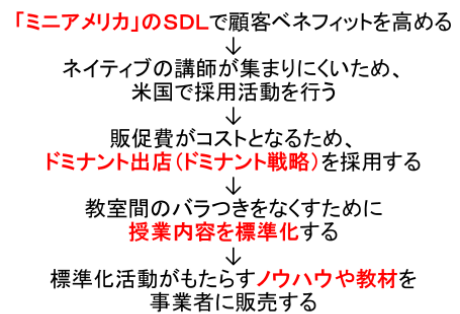 「ミニアメリカ」のSDLで顧客ベネフィットを高める
↓
ネイティブの講師が集まりにくいため、
米国で採用活動を行う
↓
販促費がコストとなるため、
ドミナント出店（ドミナント戦略）を採用する
↓
教室間のバラつきをなくすために
授業内容を標準化する
↓
標準化活動がもたらすノウハウや教材を
事業者に販売する